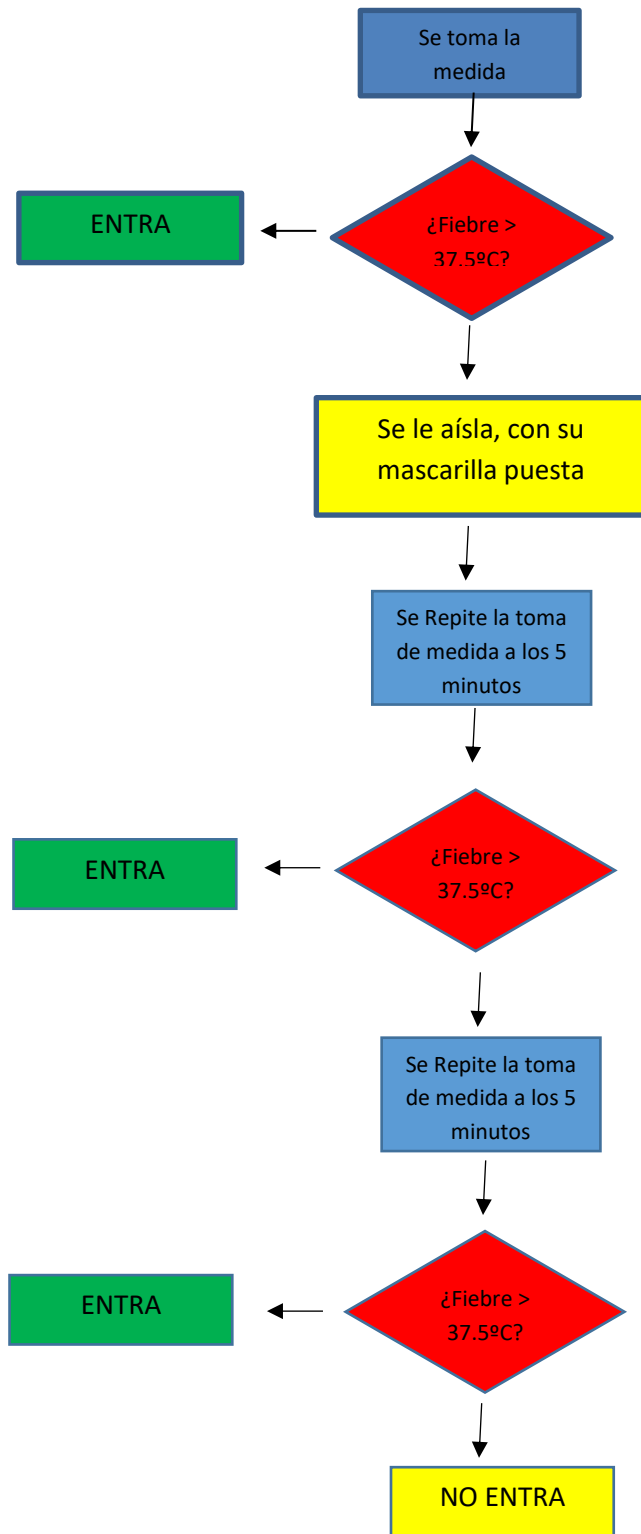 Se toma la
medida
ENTRA
¿Fiebre >
37.5ºC?
Se le aísla, con su
mascarilla puesta
Se Repite la toma
de medida a los 5
minutos
ENTRA
¿Fiebre >
37.5ºC?
Se Repite la toma
de medida a los 5
minutos
ENTRA
¿Fiebre >
37.5ºC?
NO ENTRA